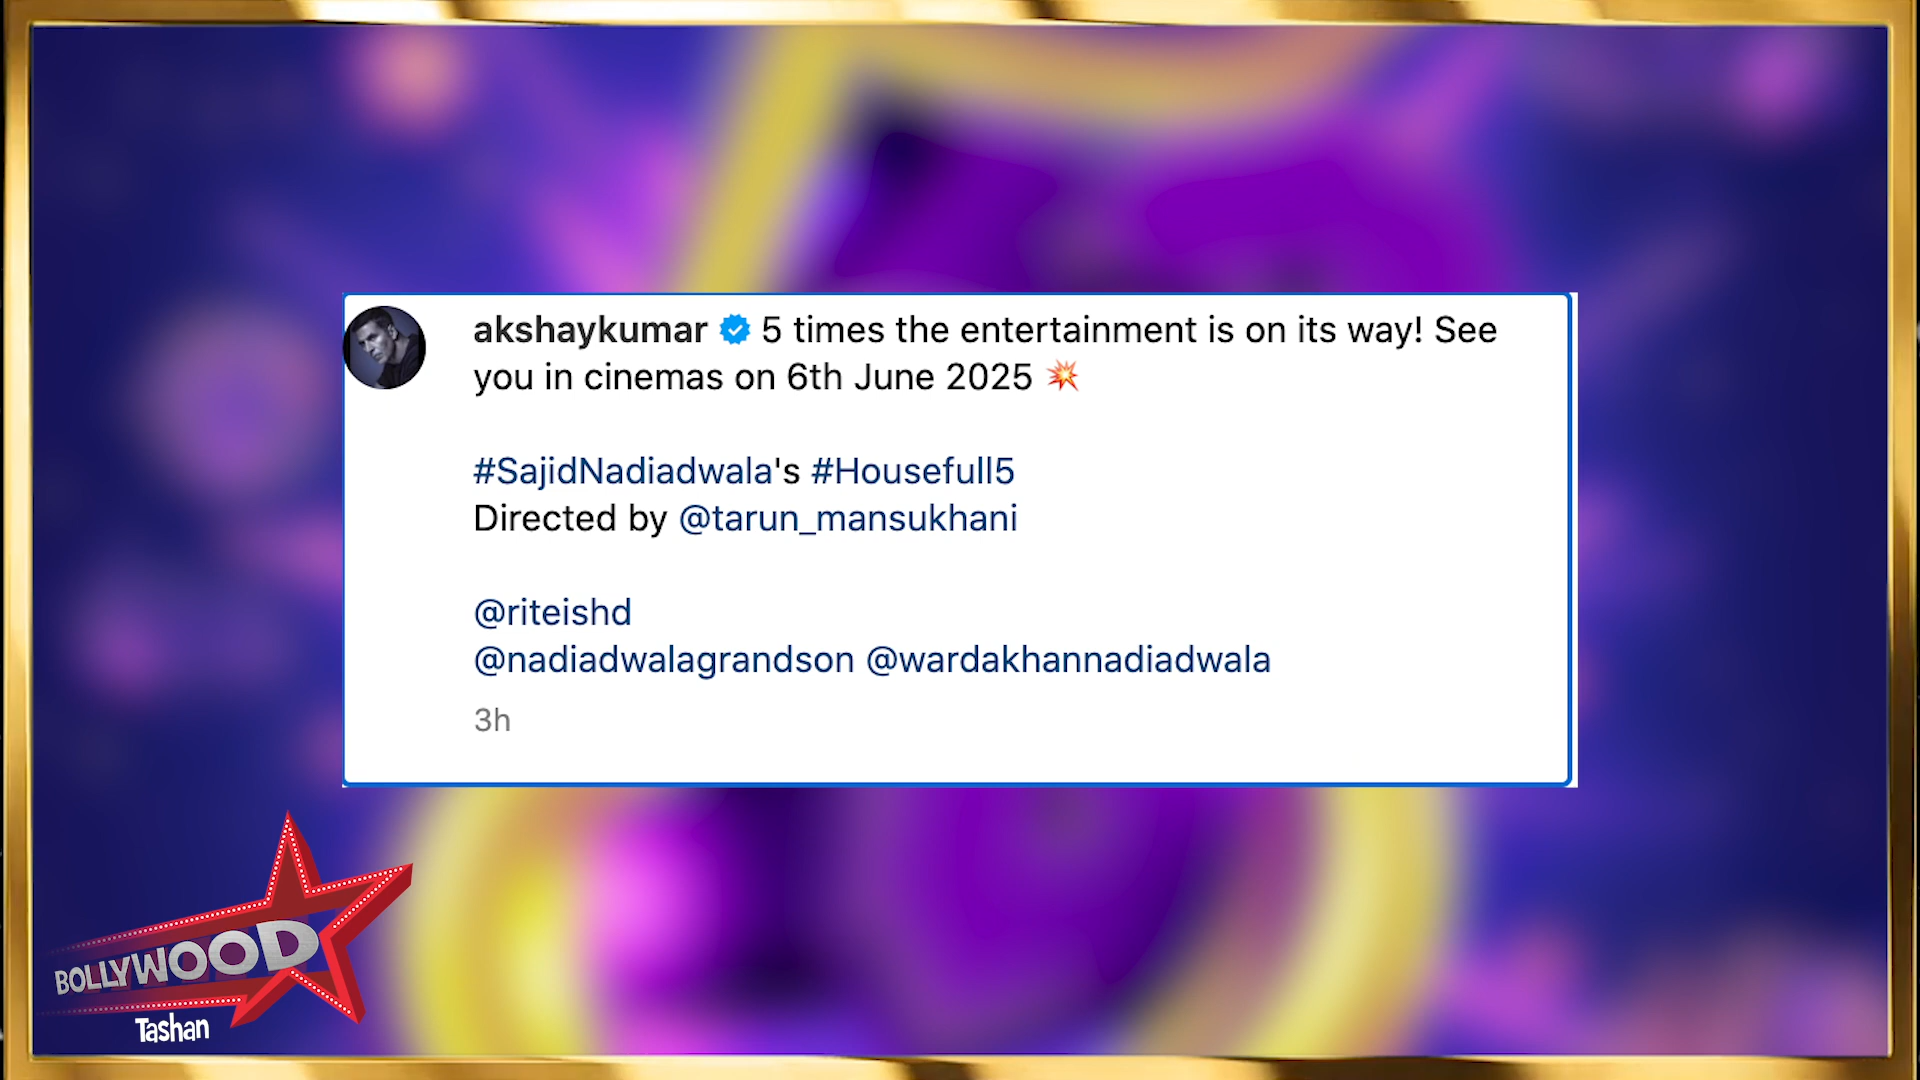 akshaykumar 5 times the entertainment is on its way! See
you in cinemas on 6th June 2025 💥
#SajidNadiadwala's #Housefull5
Directed by @tarun_mansukhani
@riteishd
@nadiadwalagrandson @wardakhannadiadwala
3h
BOLLYWOOD
Tashan